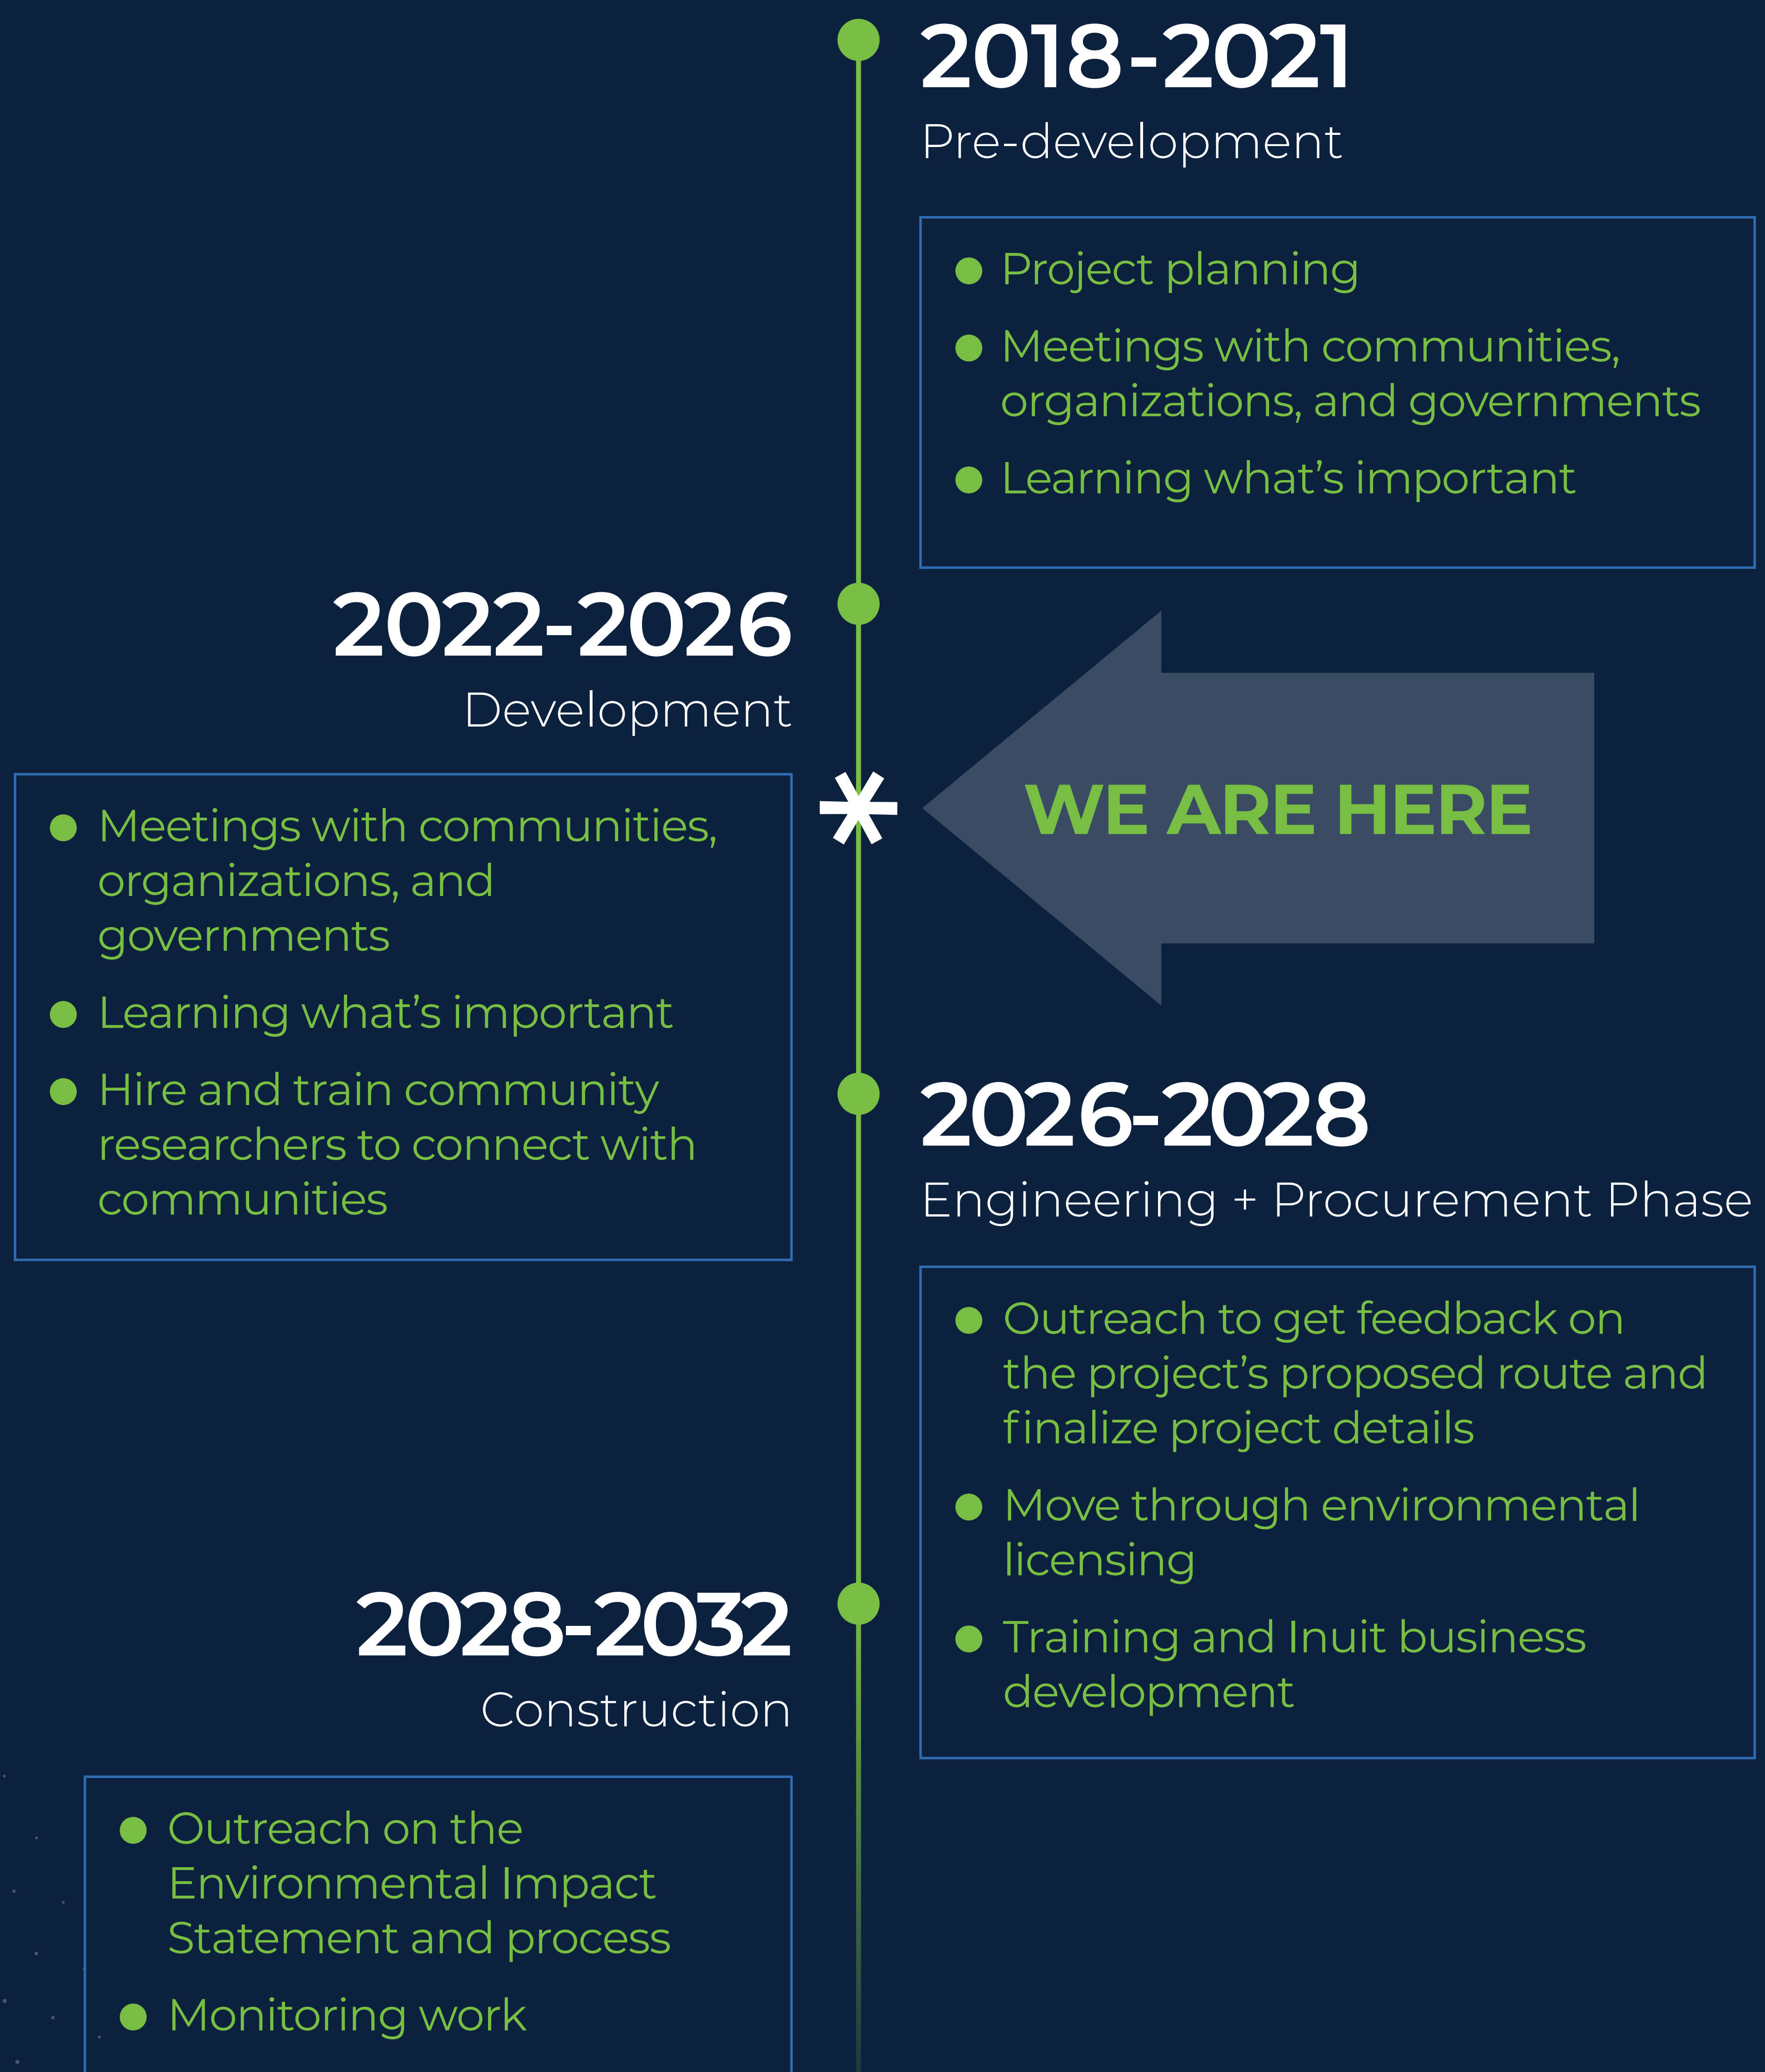 2018-2021
Pre-development
Project planning
Meetings with communities,
organizations, and governments
Learning what’s important
2022-2026
Development
Meetings with communities,
organizations, and
governments
Learning what’s important
Hire and train community
researchers to connect with
communities
*
WE ARE HERE
2026-2028
Engineering + Procurement Phase
Outreach to get feedback on
the project’s proposed route and
finalize project details
Move through environmental
licensing
Training and Inuit business
development
2028-2032
Construction
Outreach on the
Environmental Impact
Statement and process
Monitoring work